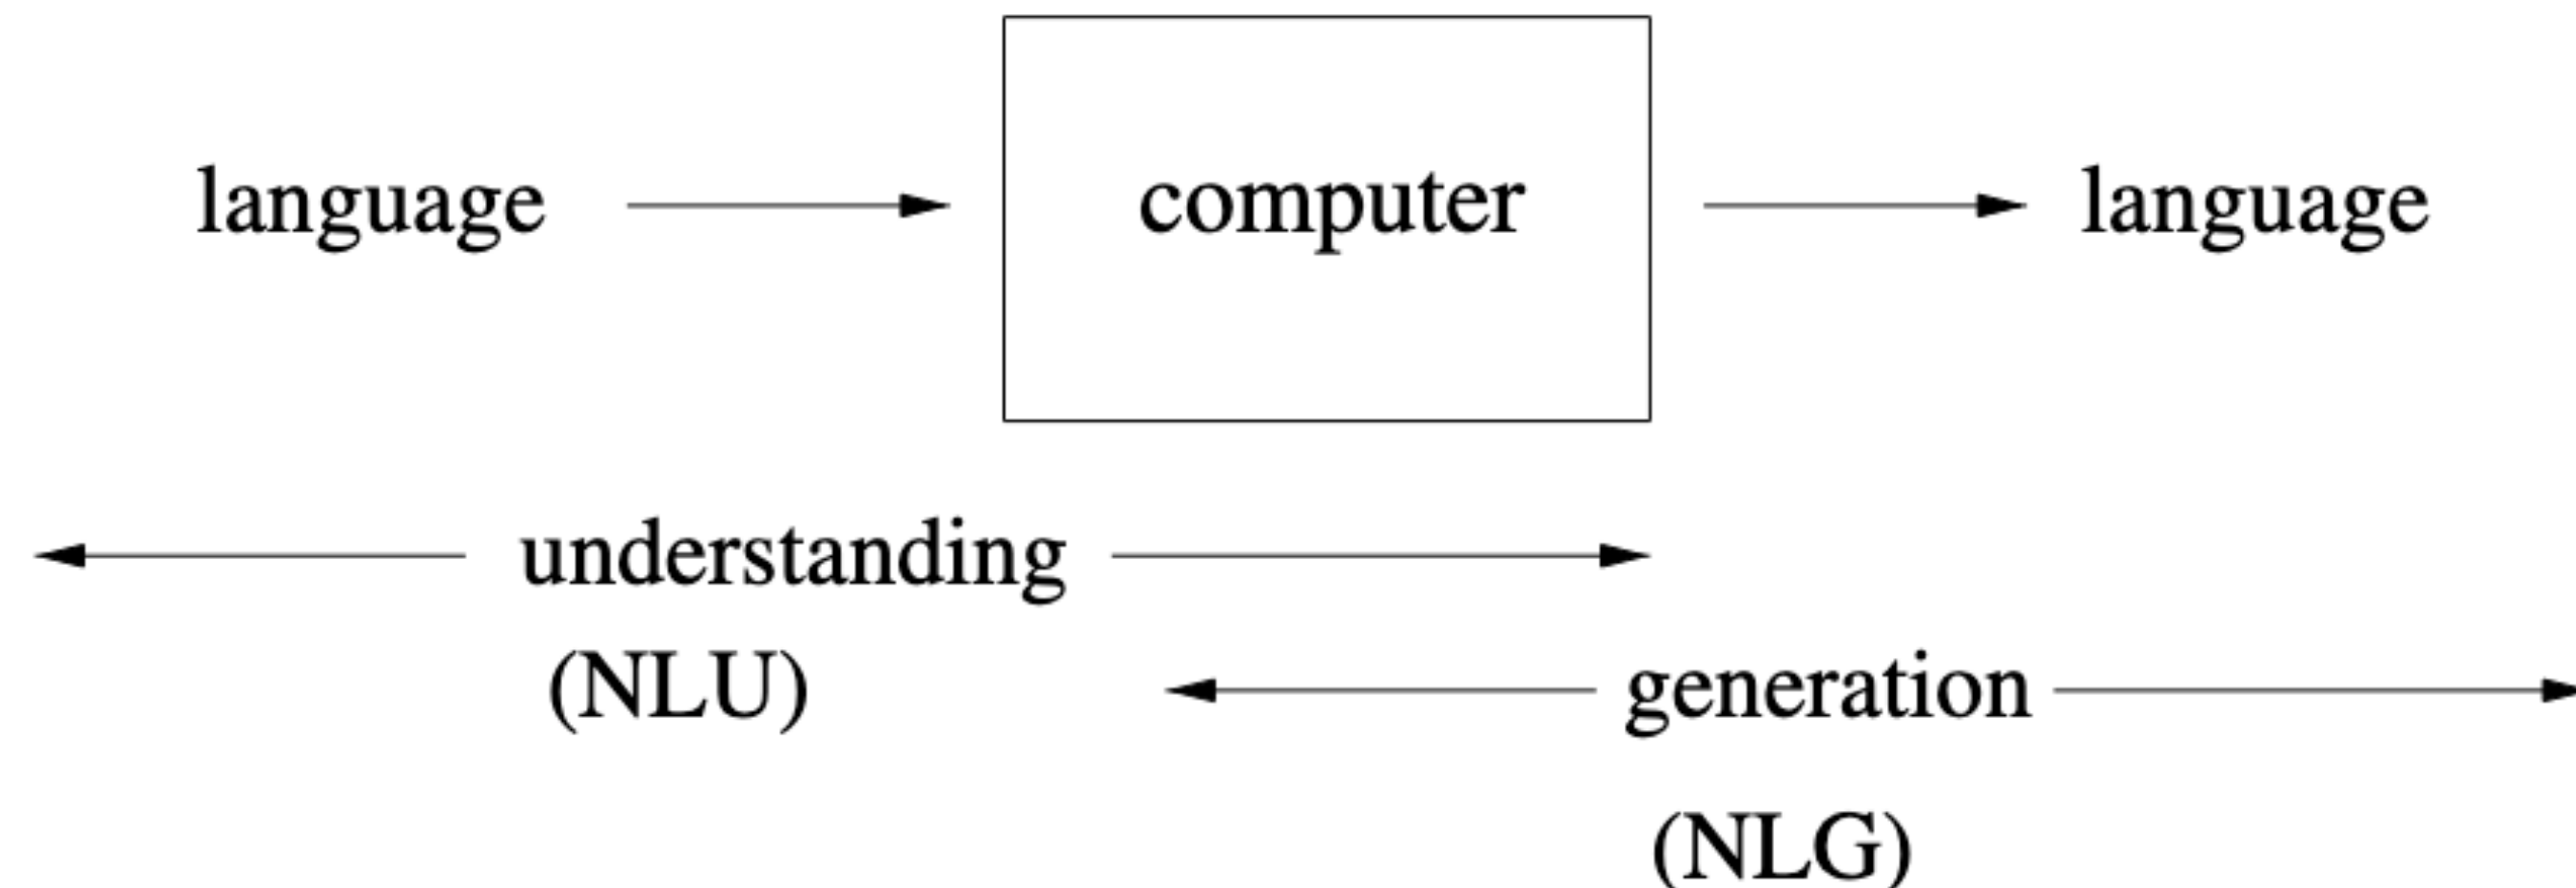 language computer language
understanding
(NLU)
generation
(NLG)